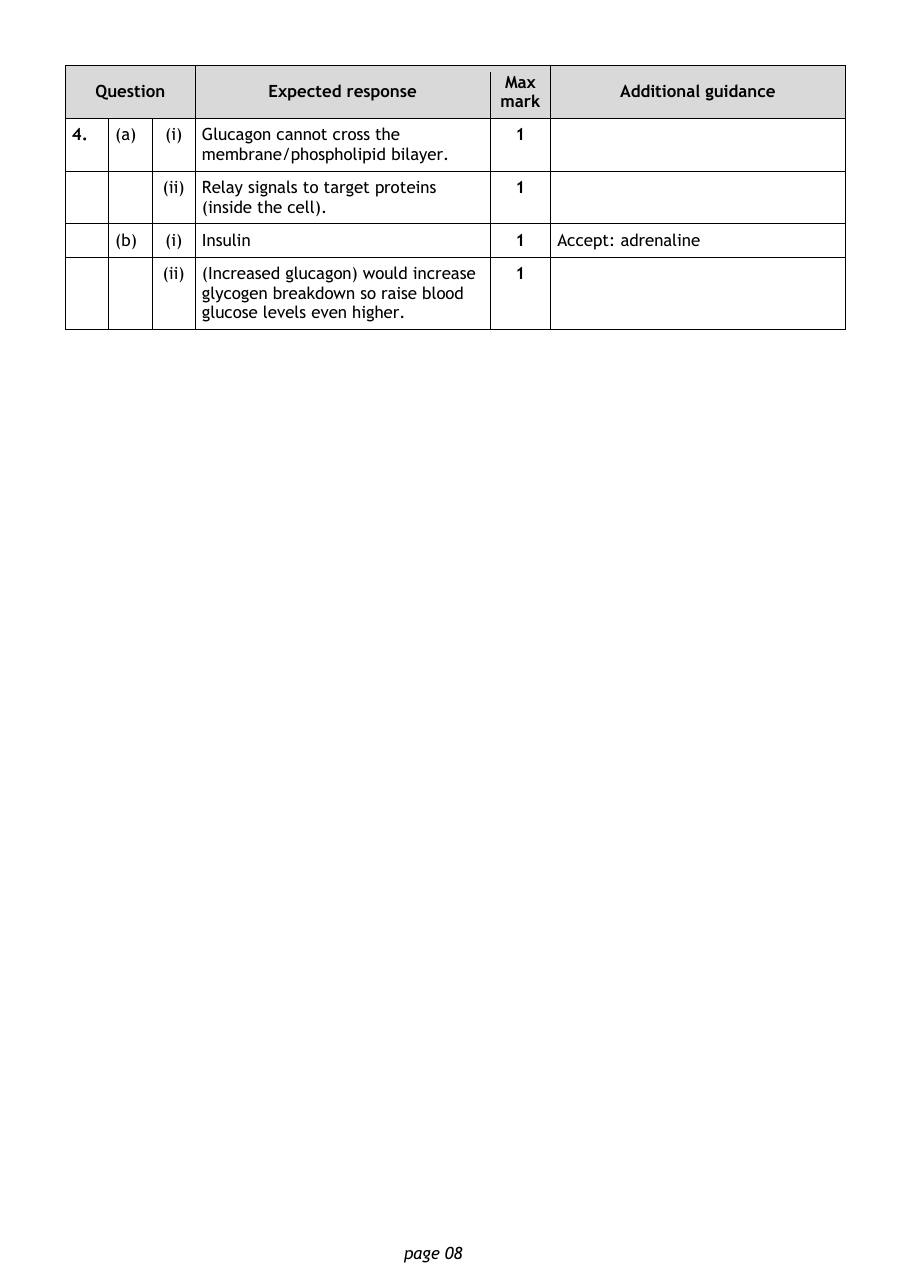 Question Expected response Max mark Additional guidance
4. (a) (i) Glucagon cannot cross the 1
membrane/phospholipid bilayer.
(ii) Relay signals to target proteins 1
(inside the cell).
(b) (i) Insulin 1 Accept: adrenaline
(ii) (Increased glucagon) would increase 1
glycogen breakdown so raise blood
glucose levels even higher.
page 08